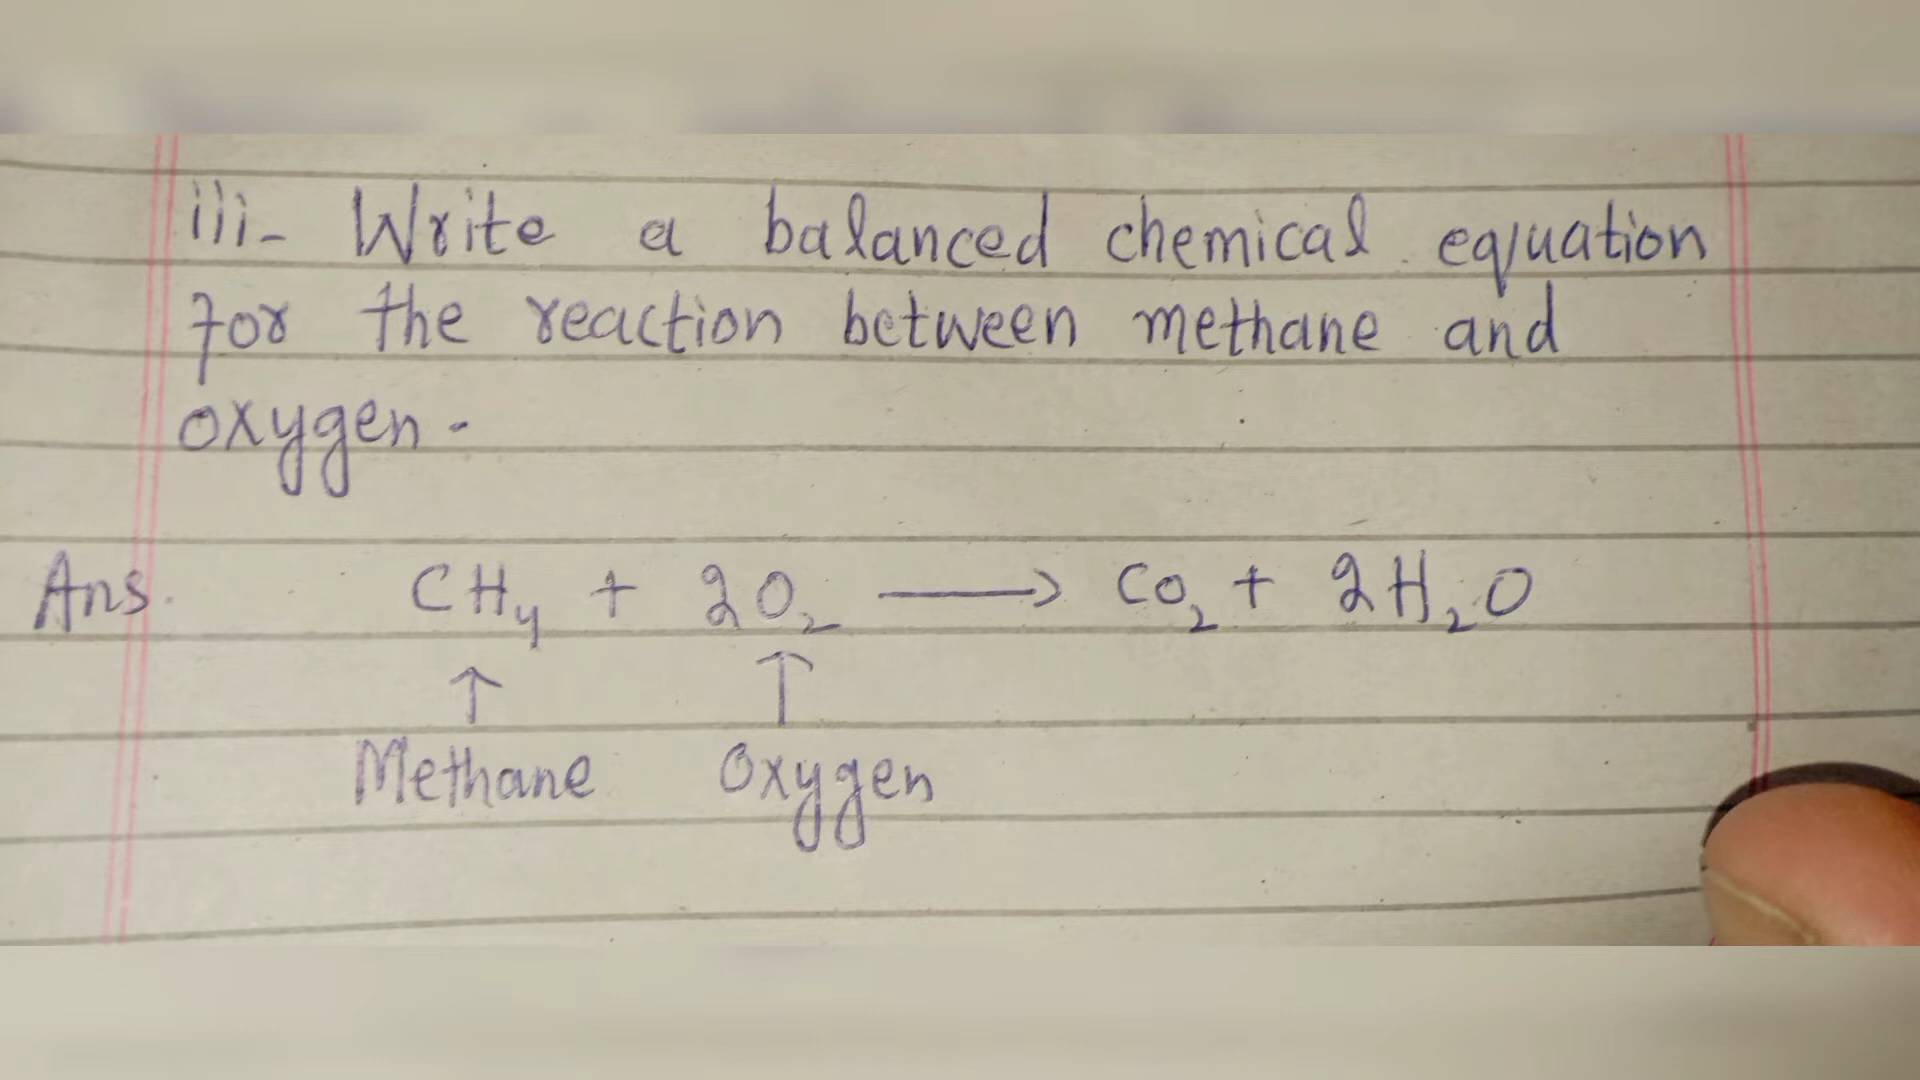 iii- Write a balanced chemical equation
for the reaction between methane and
oxygen.
Ans. CH₄ + 2O₂ ⟶ CO₂ + 2H₂O
↑ ↑
Methane Oxygen